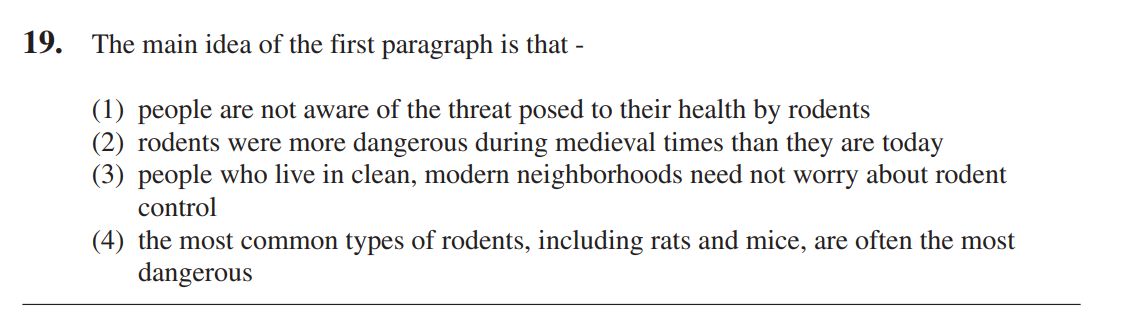 19. The main idea of the first paragraph is that -
(1) people are not aware of the threat posed to their health by rodents
(2) rodents were more dangerous during medieval times than they are today
(3) people who live in clean, modern neighborhoods need not worry about rodent
control
(4) the most common types of rodents, including rats and mice, are often the most
dangerous